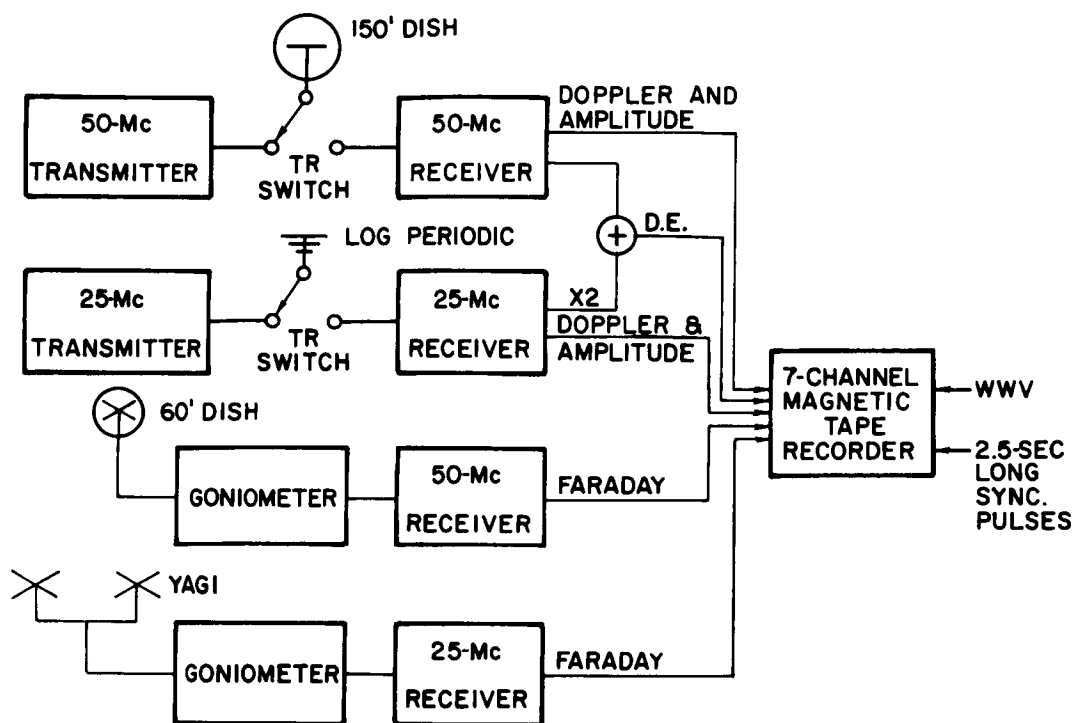 150' DISH
50-Mc
TRANSMITTER
TR
SWITCH
50-Mc
RECEIVER
DOPPLER AND
AMPLITUDE
+
D.E.
LOG PERIODIC
25-Mc
TRANSMITTER
TR
SWITCH
25-Mc
RECEIVER
X2
DOPPLER &
AMPLITUDE
7-CHANNEL
MAGNETIC
TAPE
RECORDER
WWV
2.5-SEC
LONG
SYNC.
PULSES
60' DISH
GONIOMETER
50-Mc
RECEIVER
FARADAY
YAGI
GONIOMETER
25-Mc
RECEIVER
FARADAY